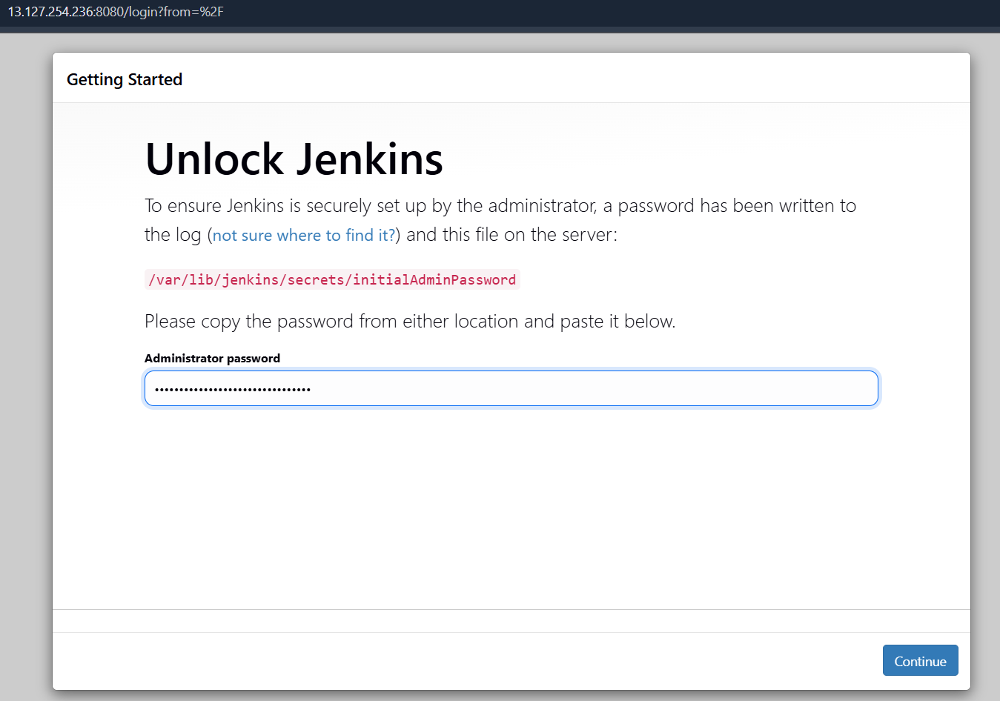 13.127.254.236:8080/login?from=%2F
Getting Started
Unlock Jenkins
To ensure Jenkins is securely set up by the administrator, a password has been written to
the log (not sure where to find it?) and this file on the server:
/var/lib/jenkins/secrets/initialAdminPassword
Please copy the password from either location and paste it below.
Administrator password
••••••••••••••••••••••••••••••••
Continue